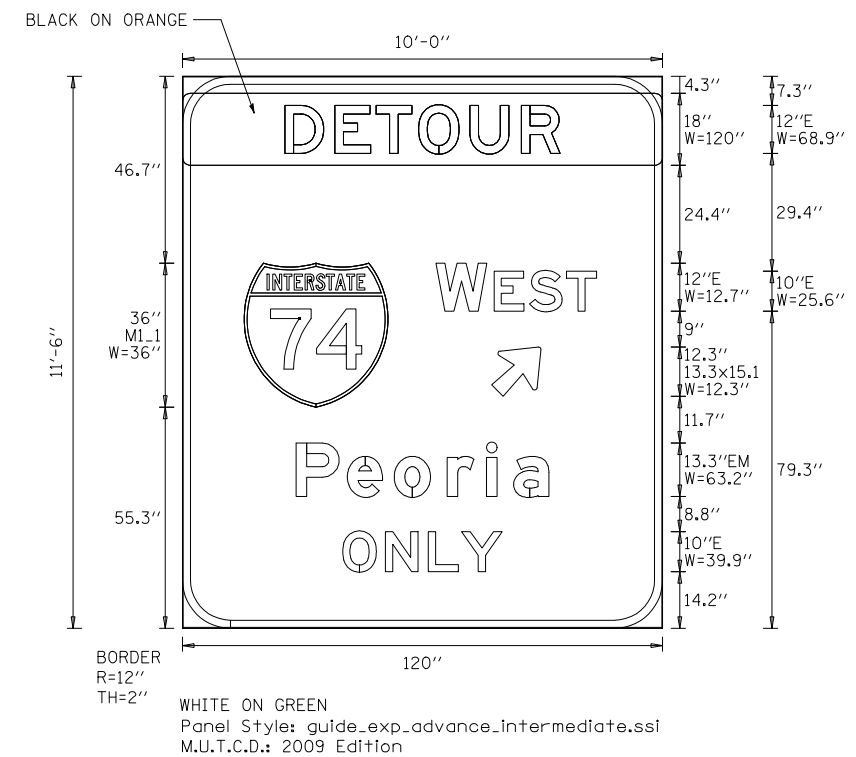 BLACK ON ORANGE
10'-0"
4.3"
7.3"
DETOUR
18"
W=120"
12"E
W=68.9"
46.7"
24.4"
29.4"
INTERSTATE
74
WEST
12"E
W=12.7"
10"E
W=25.6"
36"
M1_1
W=36"
9"
11'-6"
12.3"
13.3x15.1
W=12.3"
11.7"
Peoria
13.3"EM
W=63.2"
79.3"
55.3"
8.8"
ONLY
10"E
W=39.9"
14.2"
120"
BORDER
R=12"
TH=2"
WHITE ON GREEN
Panel Style: guide_exp_advance_intermediate.ssi
M.U.T.C.D.: 2009 Edition